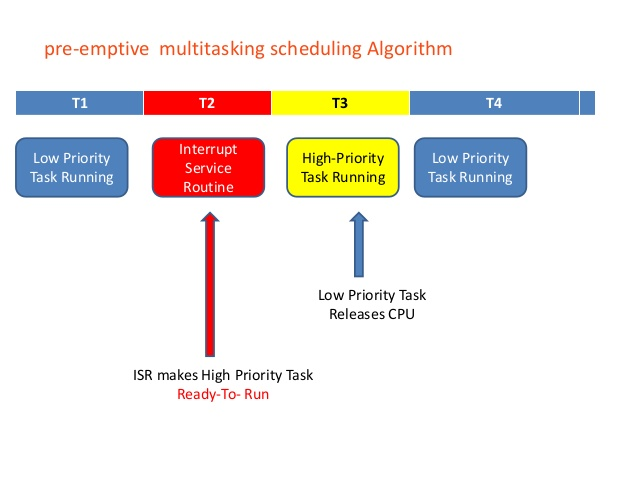 pre-emptive  multitasking scheduling Algorithm
T1 T2 T3 T4
Low Priority
Task Running
Interrupt
Service
Routine
High-Priority
Task Running
Low Priority
Task Running
Low Priority Task
Releases CPU
ISR makes High Priority Task
Ready-To- Run